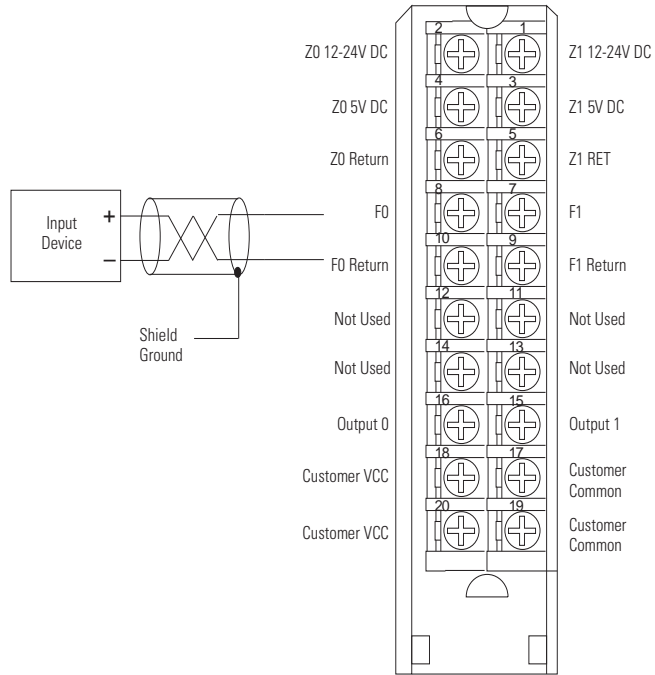 2 1
Z0 12-24V DC
Z1 12-24V DC
4 3
Z0 5V DC
Z1 5V DC
6 5
Z0 Return
Z1 RET
8 7
F0
F1
10 9
F0 Return
F1 Return
12 11
Not Used
Not Used
14 13
Not Used
Not Used
16 15
Output 0
Output 1
18 17
Customer VCC
Customer
Common
20 19
Customer VCC
Customer
Common
Input
Device
+
−
Shield
Ground